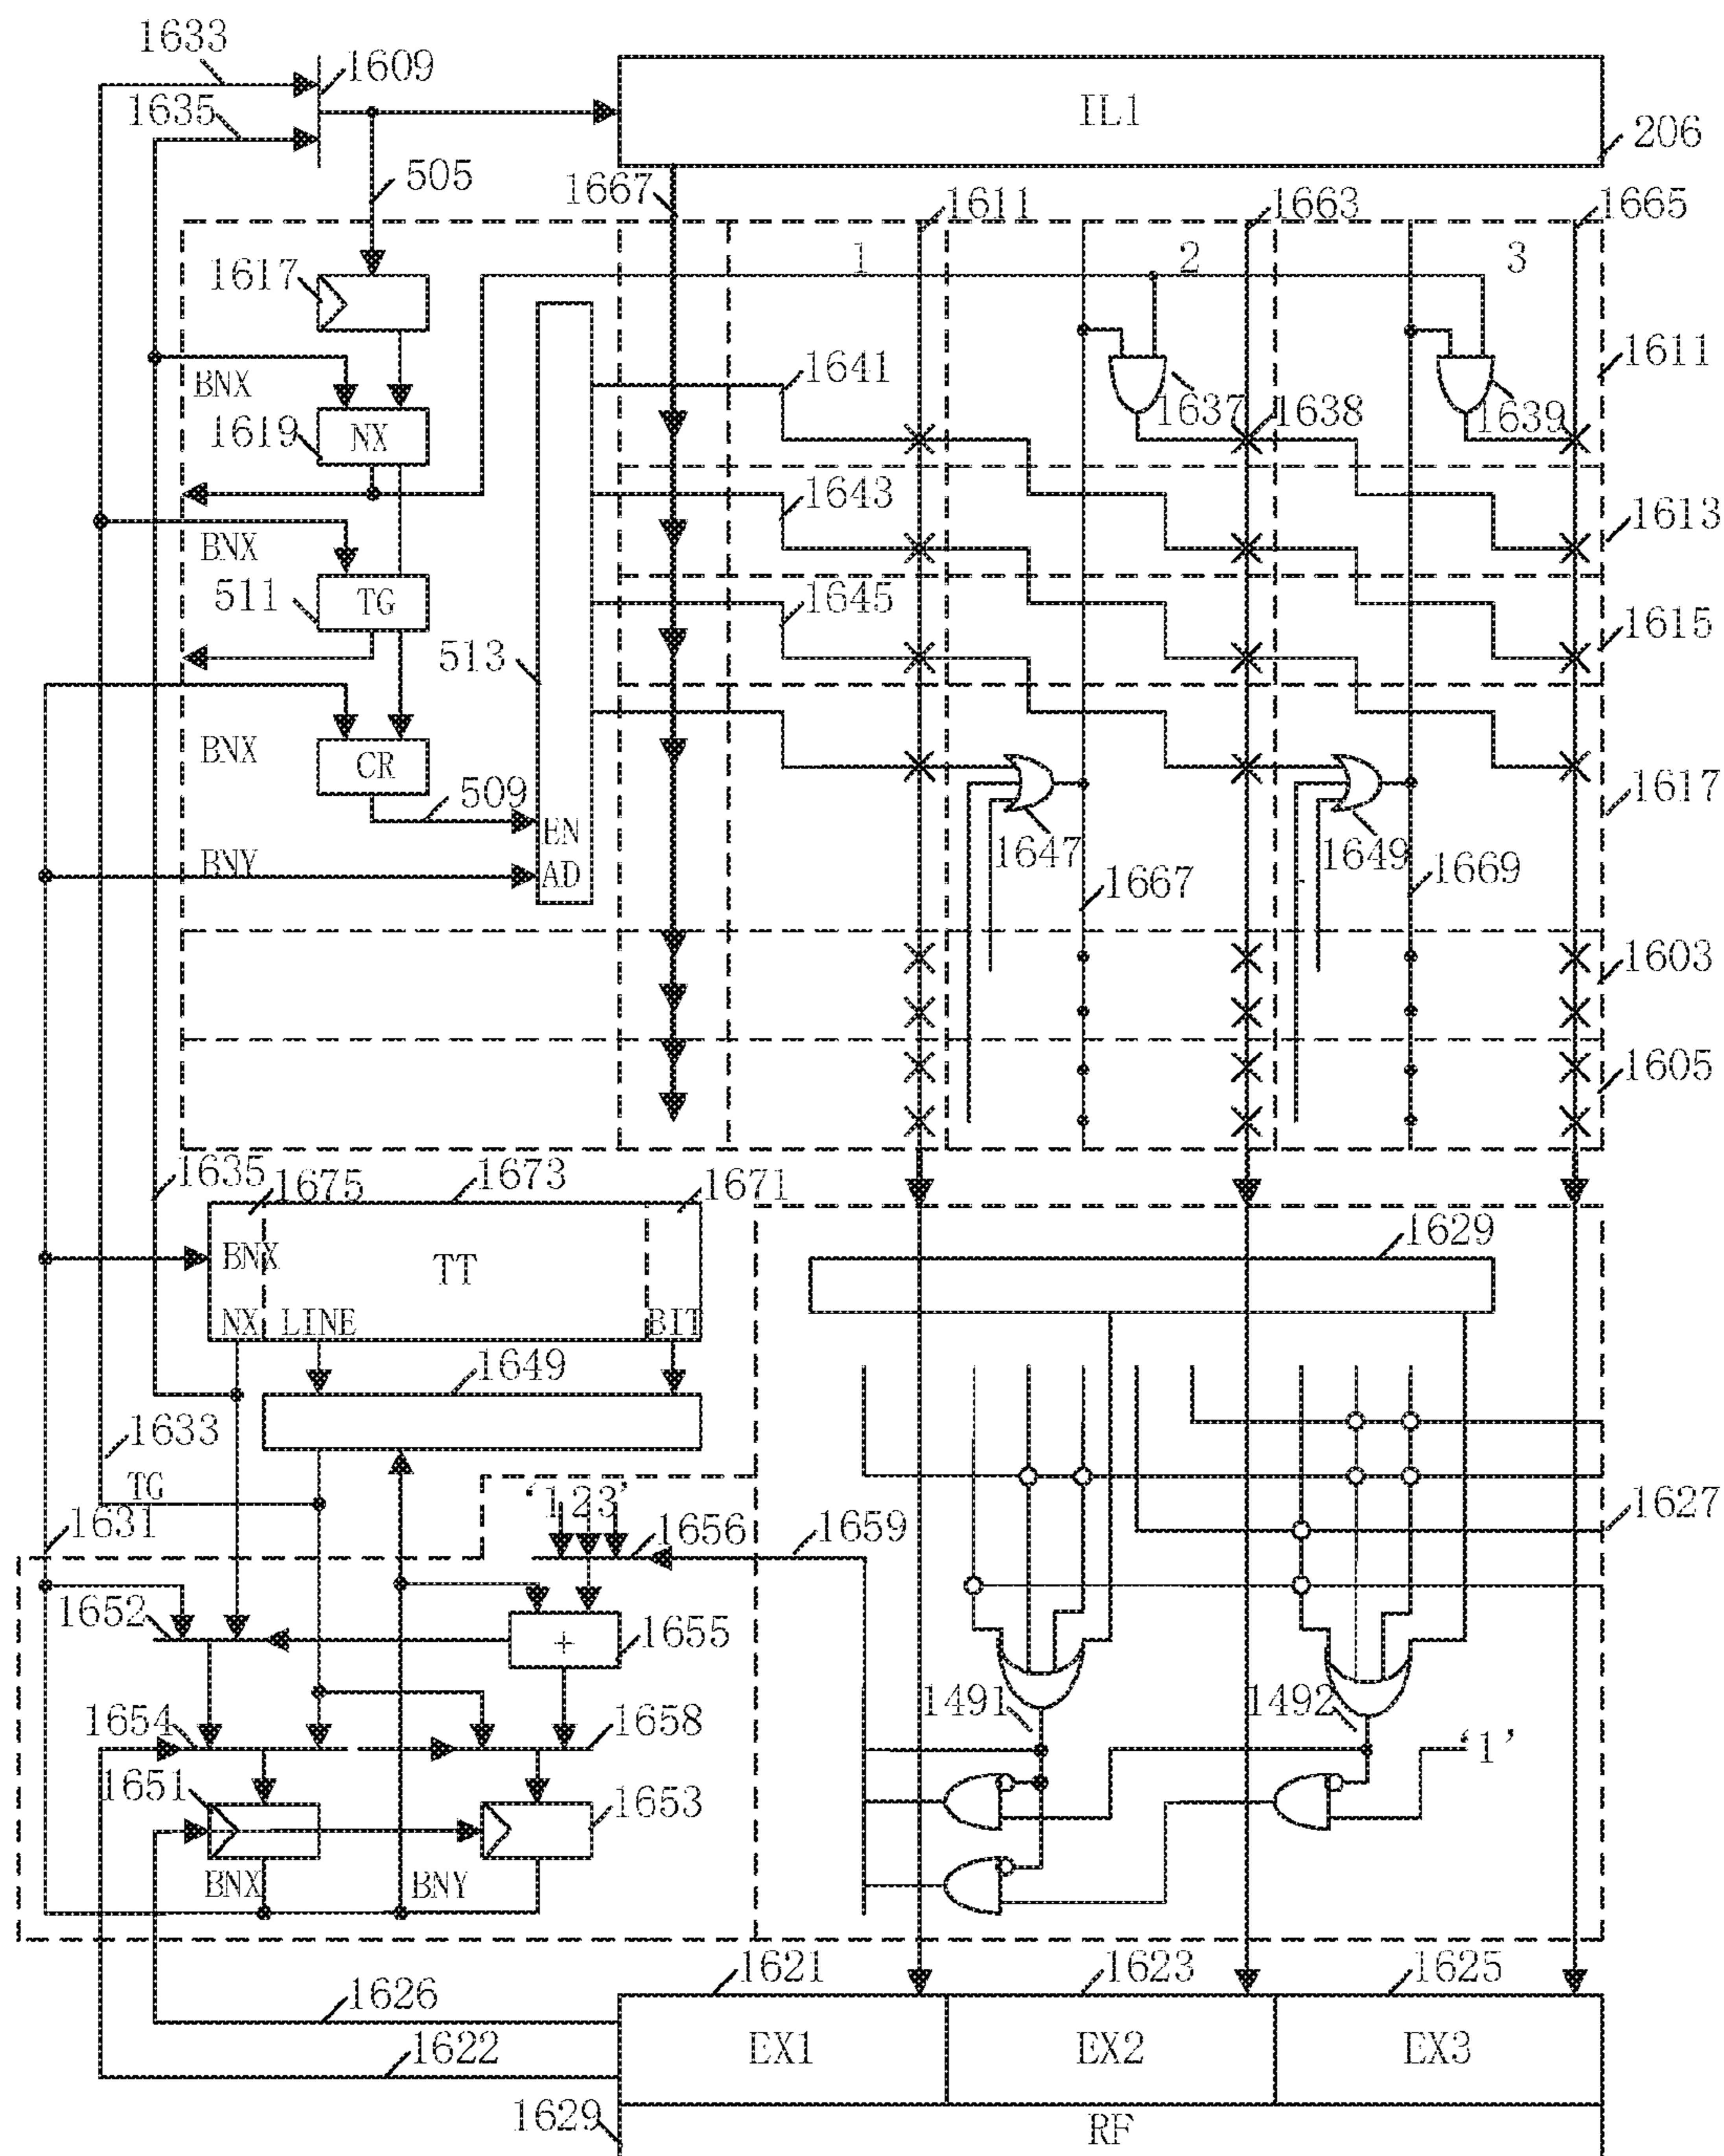 1633
1609
1635
IL1
206
505
1667
1611
1663
1665
1
2
3
1617
1641
1611
BNX
1637
1638
1639
1619
NX
1643
1613
BNX
511
TG
1645
1615
513
BNX
CR
1617
509
EN
1647
1649
1669
BNY
AD
1667
1603
1605
1635
1675
1673
1671
1629
BNX
TT
NX
LINE
BIT
1649
1633
TG
'123'
1631
1656
1659
1627
1652
+
1655
1654
1658
1491
1492
'1'
1651
1653
BNX
BNY
1621
1623
1625
1626
EX1
EX2
EX3
1622
1629
RF